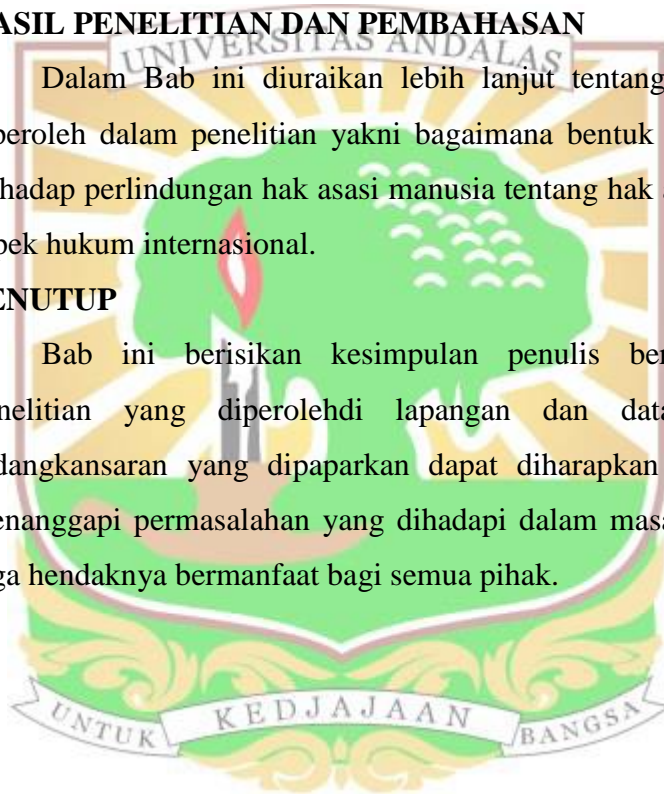 ASIL PENELITIAN DAN PEMBAHASAN
UNIVERSITAS ANDALAS
Dalam Bab ini diuraikan lebih lanjut tentang
peroleh dalam penelitian yakni bagaimana bentuk
hadap perlindungan hak asasi manusia tentang hak
pek hukum internasional.
ENUTUP
Bab ini berisikan kesimpulan penulis ber
nelitian yang diperolehdi lapangan dan data
dangkansaran yang dipaparkan dapat diharapkan
enanggapi permasalahan yang dihadapi dalam masa
ga hendaknya bermanfaat bagi semua pihak.
UNTUK KEDJAJAAN BANGSA